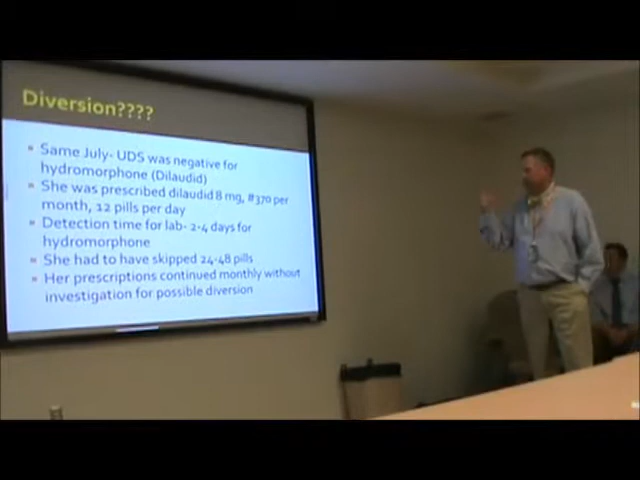 Diversion????
▪ Same July- UDS was negative for
hydromorphone (Dilaudid)
▪ She was prescribed dilaudid 8 mg, #370 per
month, 12 pills per day
▪ Detection time for lab- 2-4 days for
hydromorphone
▪ She had to have skipped 24-48 pills
▪ Her prescriptions continued monthly without
investigation for possible diversion